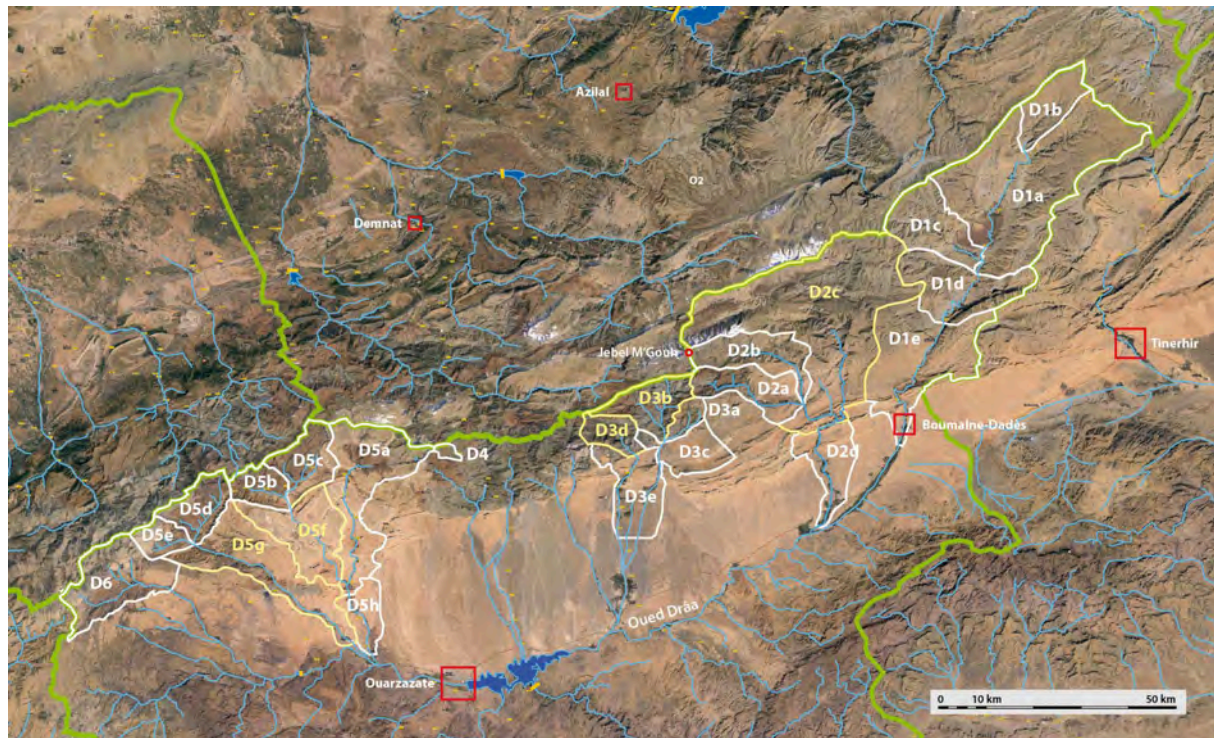 Azilal
D1b
O2
D1a
Demnat
D1c
D1d
D2c
D1e
Tinerhir
Jebel M'Goun
D2b
D2a
D3b
D3a
D3d
Boumalne-Dadès
D5a
D4
D3c
D2d
D5c
D5b
D3e
D5d
D5f
D5e
D5g
D6
D5h
Oued Drâa
Ouarzazate
0 10 km 50 km